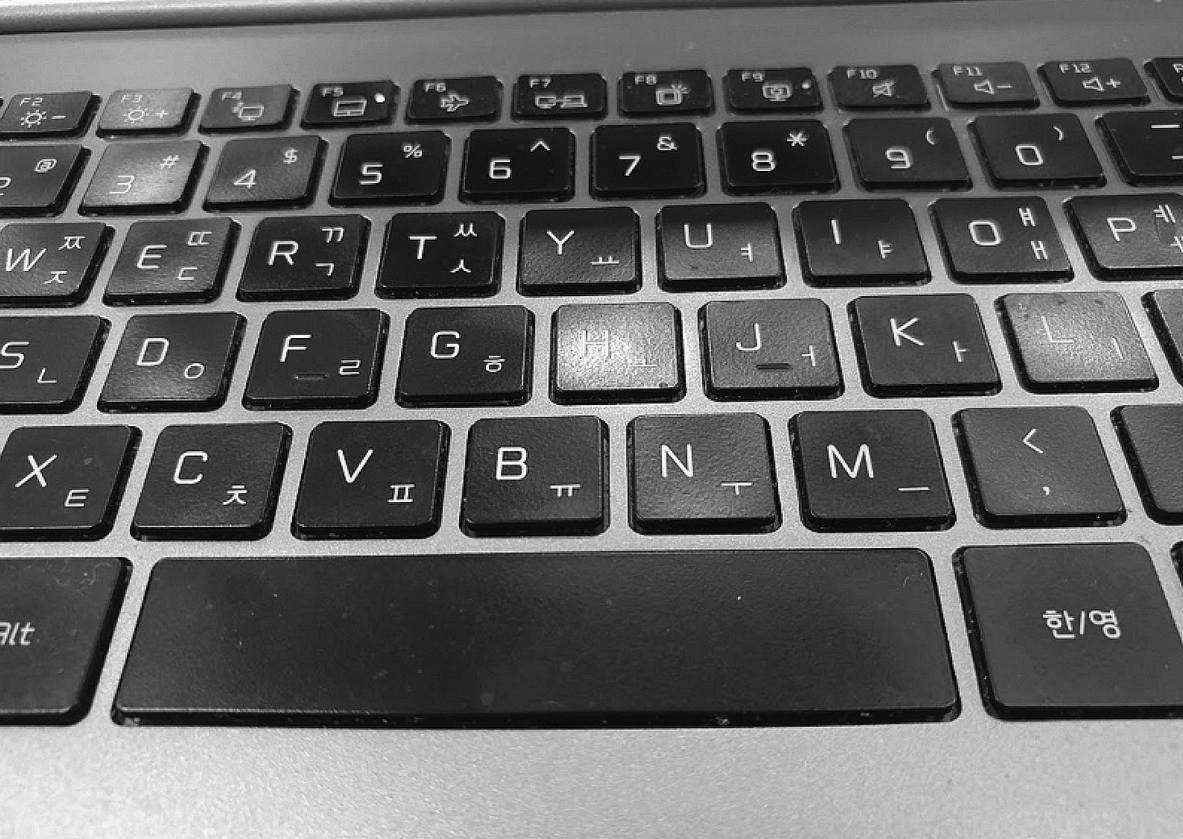 F2 F3 F4 F5 F6 F7 F8 F9 F10 F11 F12
@ # $ % ^ & * ( )
2 3 4 5 6 7 8 9 0
W ㅉ ㅈ E ㄸ ㄷ R ㄲ ㄱ T ㅆ ㅅ Y ㅛ U ㅕ I ㅑ O ㅒ ㅐ P ㅖ ㅔ
S ㄴ D ㅇ F ㄹ G ㅎ H ㅗ J ㅓ K ㅏ L ㅣ
X ㅌ C ㅊ V ㅍ B ㅠ N ㅜ M ㅡ < ,
Alt 한/영